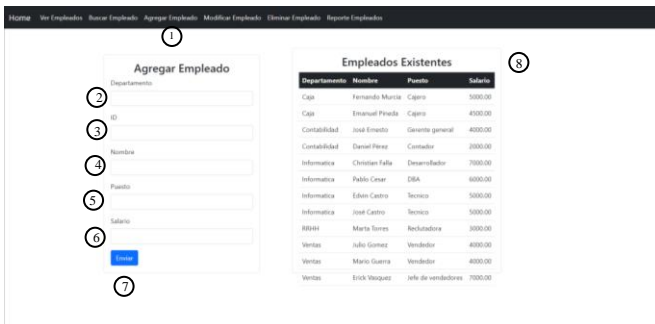 Home Ver Empleados Buscar Empleado Agregar Empleado Modificar Empleado Eliminar Empleado Reporte Empleados
1
Agregar Empleado
Departamento
2
ID
3
Nombre
4
Puesto
5
Salario
6
Enviar
7
Empleados Existentes
8
Departamento Nombre Puesto Salario
Caja Fernando Murcia Cajero 5000.00
Caja Emanuel Pineda Cajero 4500.00
Contabilidad José Ernesto Gerente general 4000.00
Contabilidad Daniel Pérez Contador 2000.00
Informatica Christian Falla Desarrollador 7000.00
Informatica Pablo Cesar DBA 6000.00
Informatica Edvin Castro Tecnico 5000.00
Informatica José Castro Tecnico 5000.00
RRHH Marta Torres Reclutadora 3000.00
Ventas Julio Gomez Vendedor 4000.00
Ventas Mario Guerra Vendedor 4000.00
Ventas Erick Vasquez Jefe de vendedores 7000.00